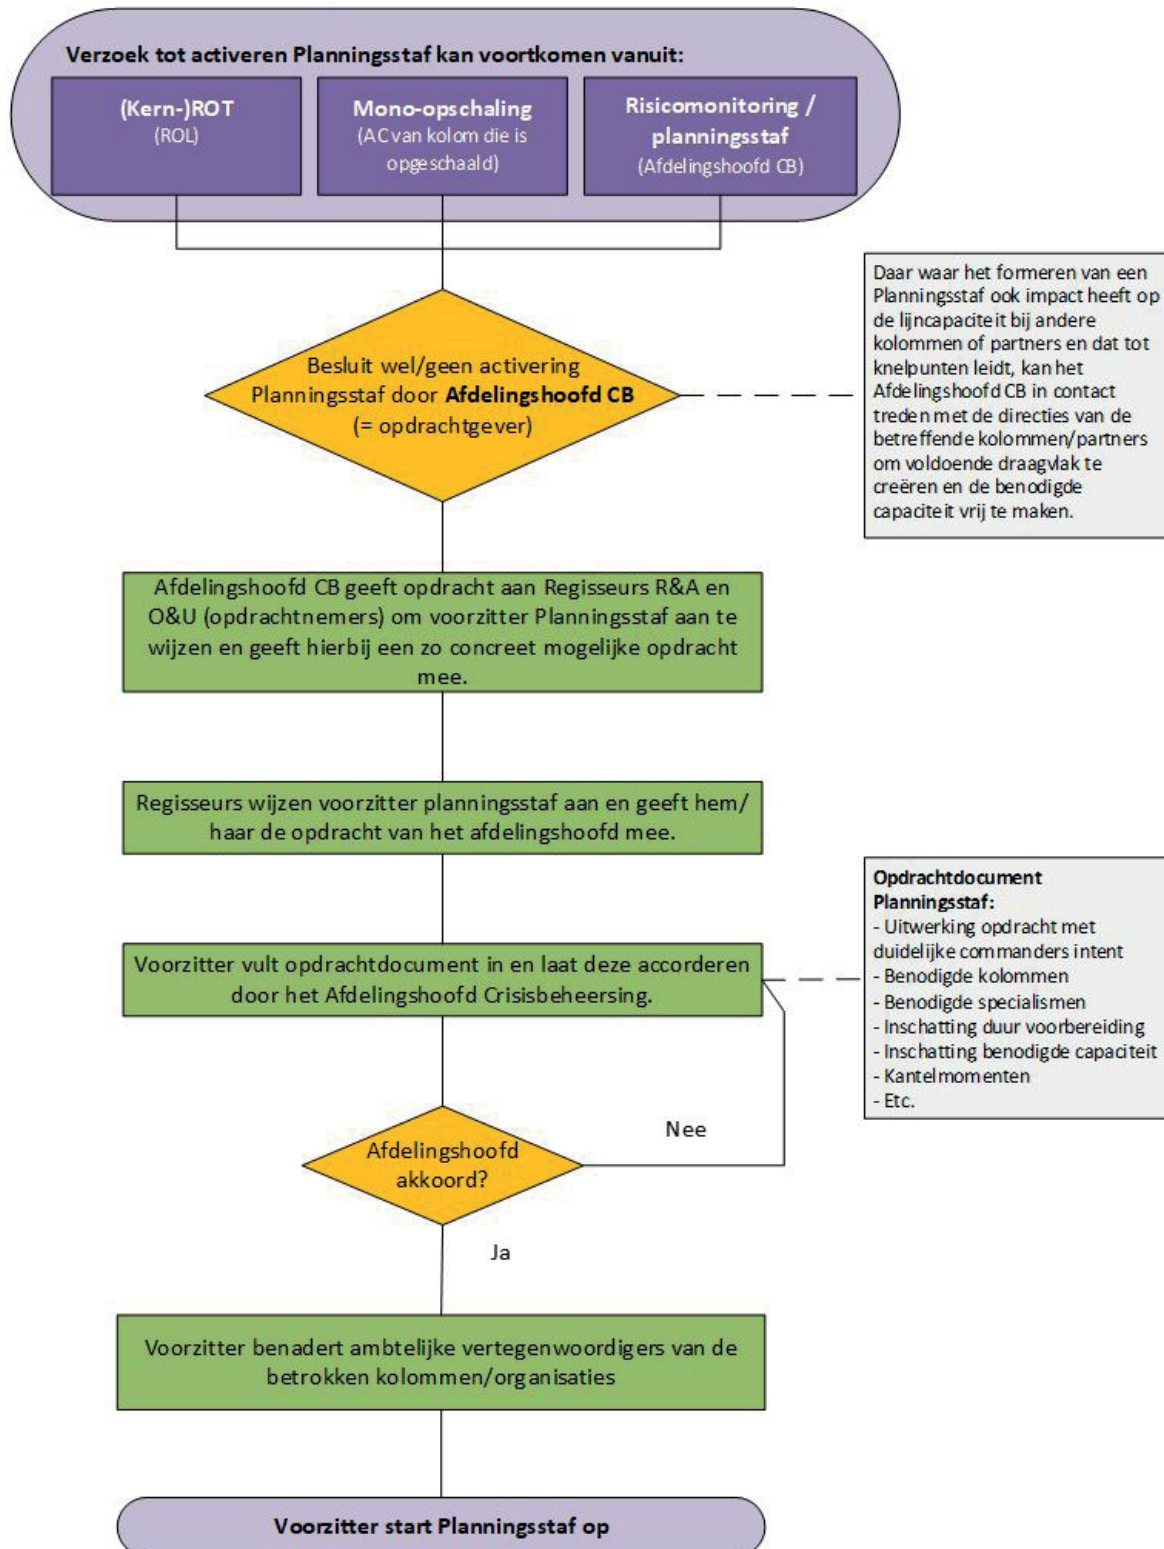 Verzoek tot activeren Planningsstaf kan voortkomen vanuit:
(Kern-)ROT
(ROL)
Mono-opschaling
(AC van kolom die is
opgeschaald)
Risicomonitoring /
planningsstaf
(Afdelingshoofd CB)
Daar waar het formeren van een
Planningsstaf ook impact heeft op
de lijncapaciteit bij andere
kolommen of partners en dat tot
knelpunten leidt, kan het
Afdelingshoofd CB in contact
treden met de directies van de
betreffende kolommen/partners
om voldoende draagvlak te
creëren en de benodigde
capaciteit vrij te maken.
Besluit wel/geen activering
Planningsstaf door Afdelingshoofd CB
(= opdrachtgever)
Afdelingshoofd CB geeft opdracht aan Regisseurs R&A en
O&U (opdrachtnemers) om voorzitter Planningsstaf aan te
wijzen en geeft hierbij een zo concreet mogelijke opdracht
mee.
Regisseurs wijzen voorzitter planningsstaf aan en geeft hem/
haar de opdracht van het afdelingshoofd mee.
Voorzitter vult opdrachtdocument in en laat deze accorderen
door het Afdelingshoofd Crisisbeheersing.
Opdrachtdocument
Planningsstaf:
- Uitwerking opdracht met
duidelijke commanders intent
- Benodigde kolommen
- Benodigde specialismen
- Inschatting duur voorbereiding
- Inschatting benodigde capaciteit
- Kantelmomenten
- Etc.
Afdelingshoofd
akkoord?
Nee
Ja
Voorzitter benadert ambtelijke vertegenwoordigers van de
betrokken kolommen/organisaties
Voorzitter start Planningsstaf op